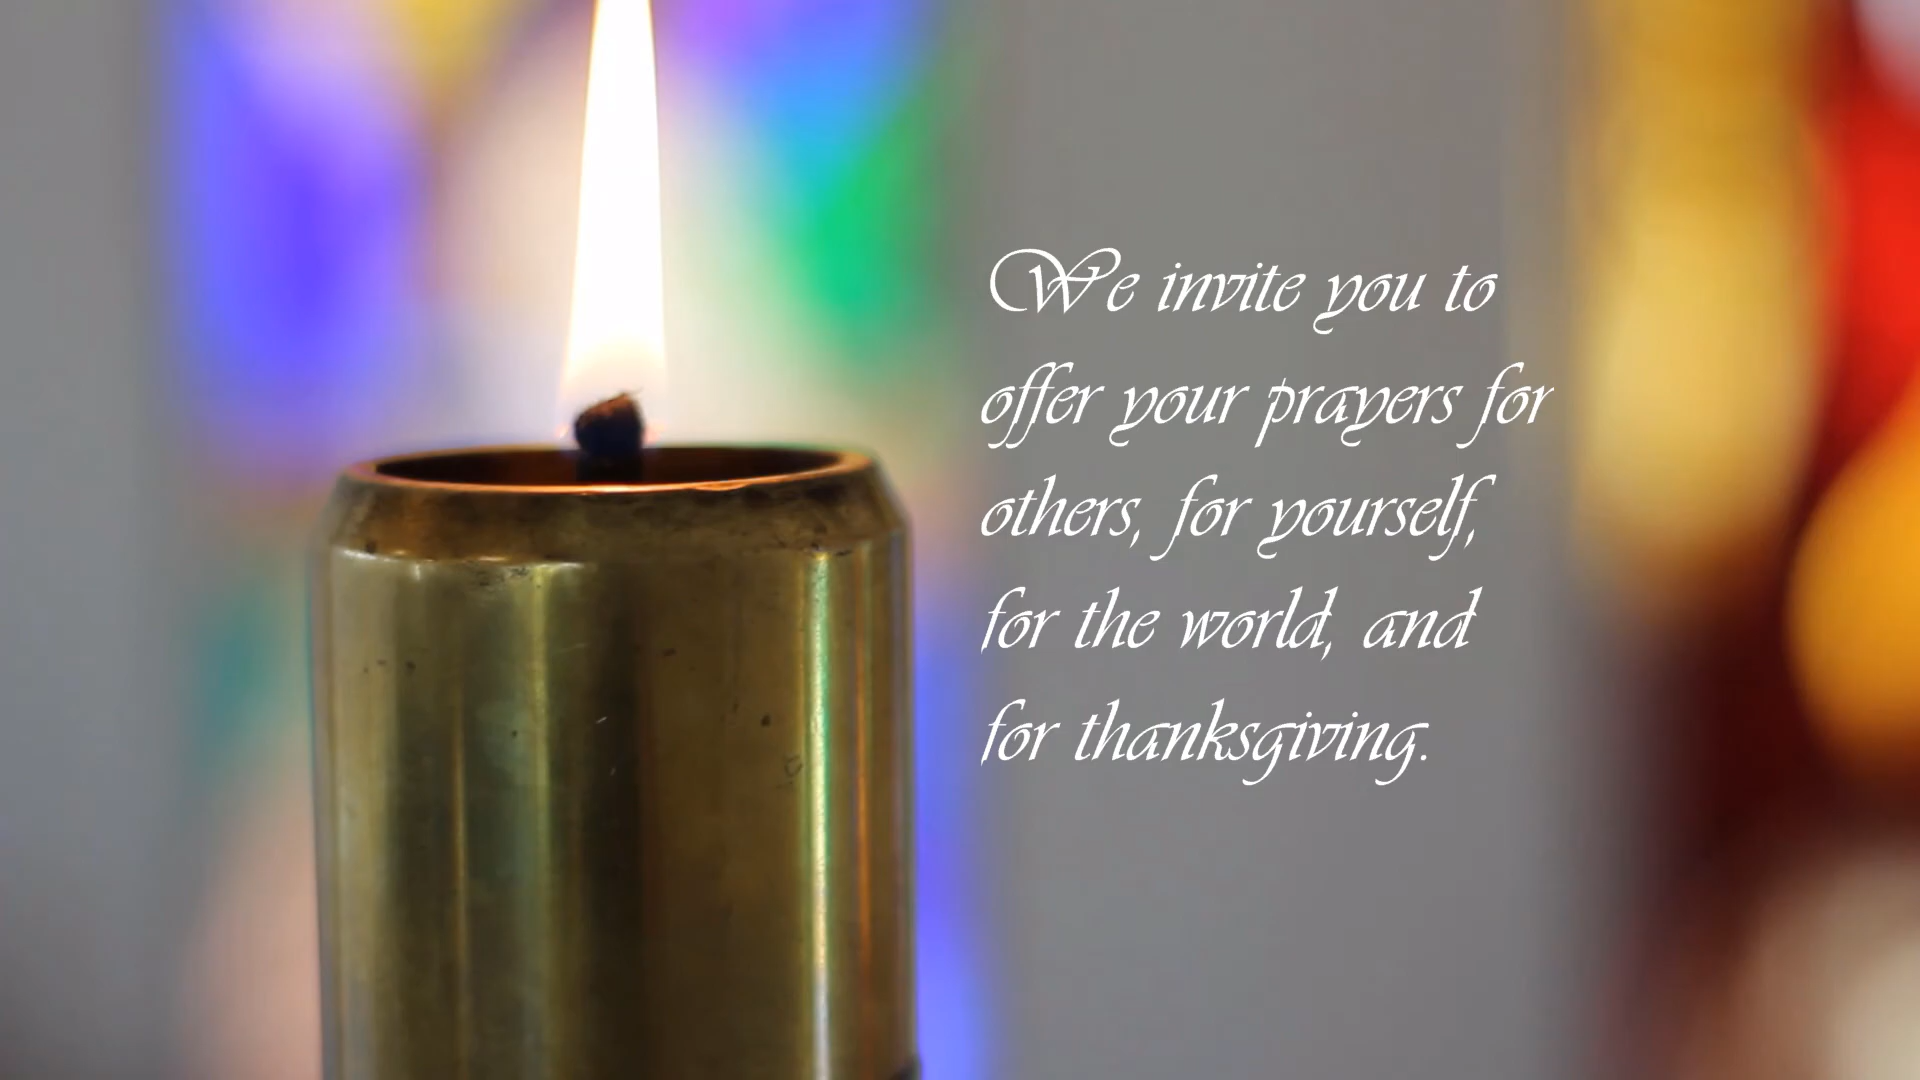 We invite you to
offer your prayers for
others, for yourself,
for the world, and
for thanksgiving.